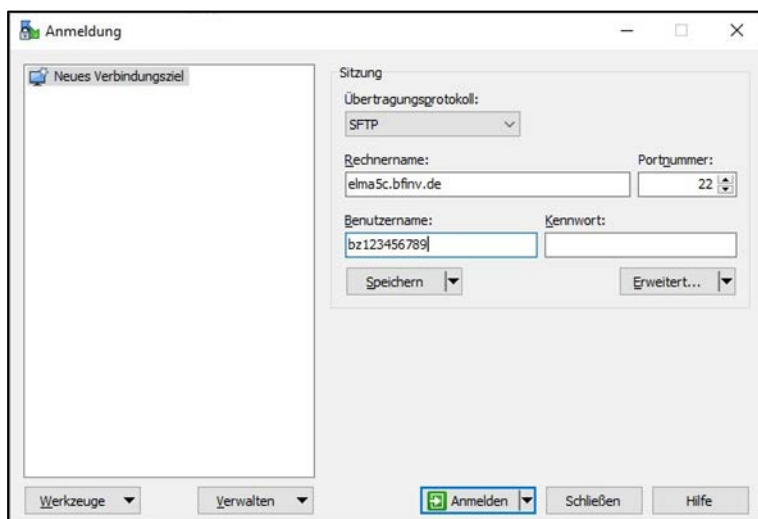 Anmeldung
Neues Verbindungsziel
Sitzung
Übertragungsprotokoll:
SFTP
Rechnername:
Portnummer:
elma5c.bfinv.de
22
Benutzername:
Kennwort:
bz123456789
Speichern
Erweitert...
Werkzeuge
Verwalten
Anmelden
Schließen
Hilfe